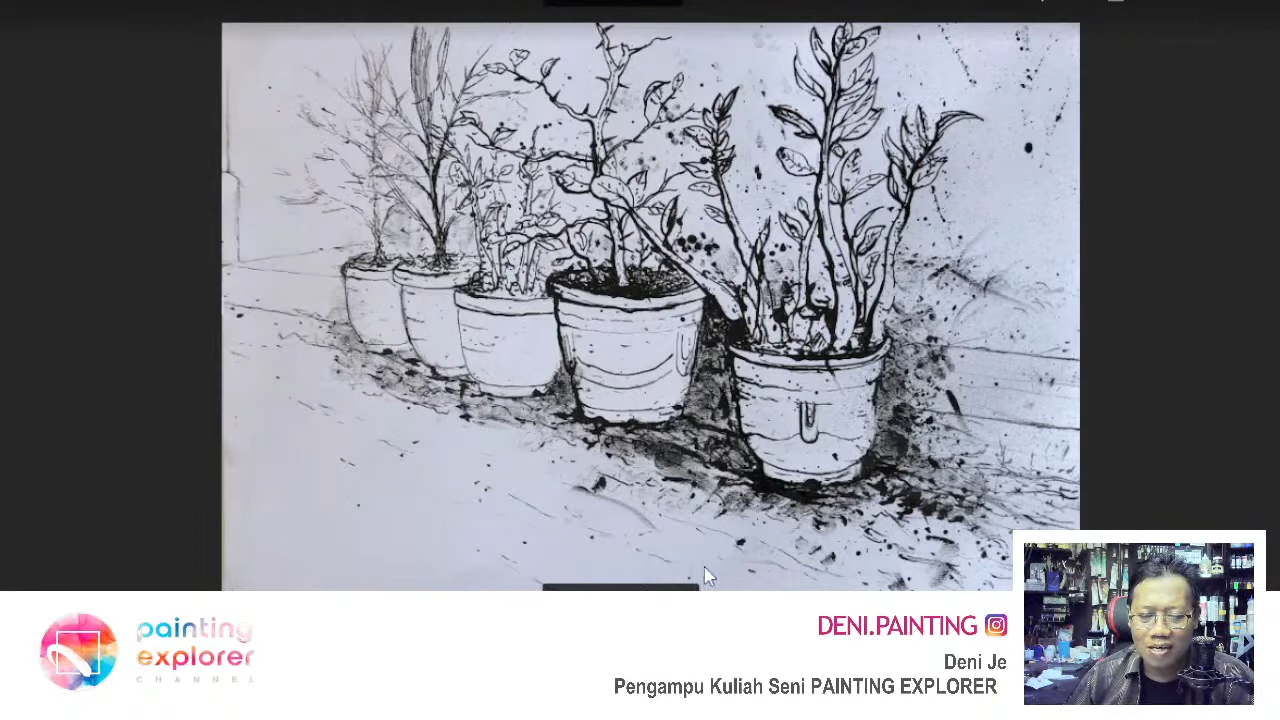 painting
explorer
CHANNEL
DENI.PAINTING
Deni Je
Pengampu Kuliah Seni PAINTING EXPLORER